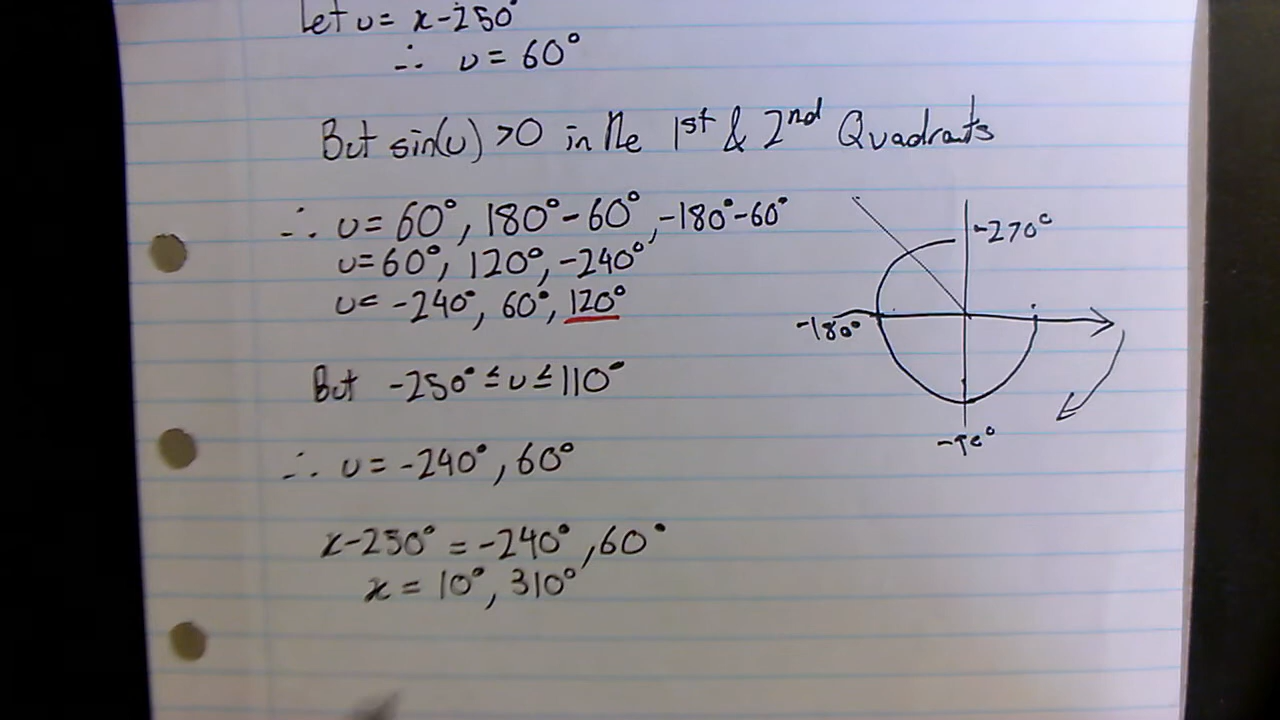 Let u = x-250°
∴ u = 60°
But sin(u) >0 in the 1st & 2nd Quadrants
∴ u = 60°, 180°-60°, -180°-60°
u=60°, 120°, -240°
u= -240°, 60°, 120°
-270°
-180°
But -250° ≤ u ≤ 110°
-90°
∴ u = -240°, 60°
x-250° = -240°, 60°
x = 10°, 310°